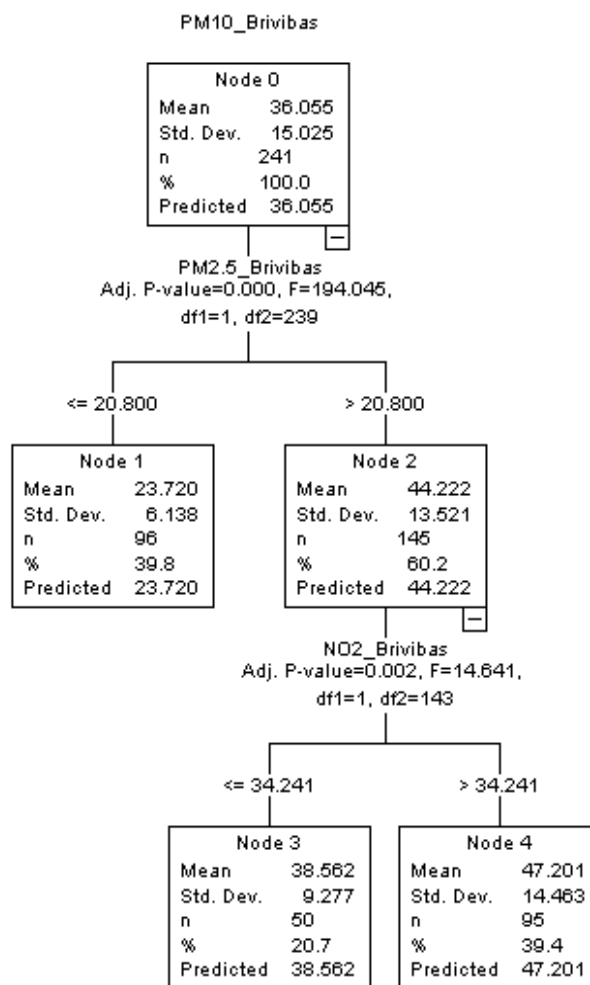 PM10_Brivibas
Node 0
Mean 36.055
Std. Dev. 15.025
n 241
% 100.0
Predicted 36.055
PM2.5_Brivibas
Adj. P-value=0.000, F=194.045,
df1=1, df2=239
<= 20.800
> 20.800
Node 1
Mean 23.720
Std. Dev. 6.138
n 96
% 39.8
Predicted 23.720
Node 2
Mean 44.222
Std. Dev. 13.521
n 145
% 60.2
Predicted 44.222
NO2_Brivibas
Adj. P-value=0.002, F=14.641,
df1=1, df2=143
<= 34.241
> 34.241
Node 3
Mean 38.562
Std. Dev. 9.277
n 50
% 20.7
Predicted 38.562
Node 4
Mean 47.201
Std. Dev. 14.463
n 95
% 39.4
Predicted 47.201